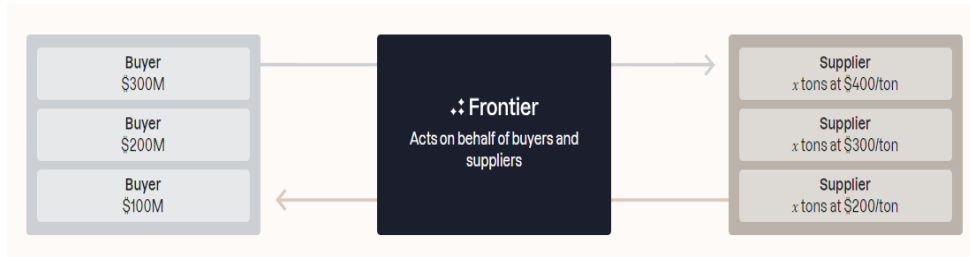 Buyer
$300M
Buyer
$200M
Buyer
$100M
Frontier
Acts on behalf of buyers and
suppliers
Supplier
x tons at $400/ton
Supplier
x tons at $300/ton
Supplier
x tons at $200/ton